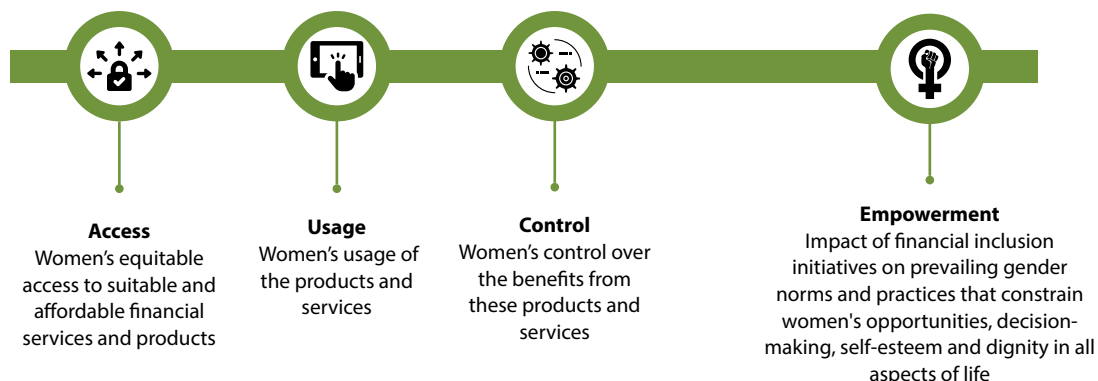 Access
Women’s equitable
access to suitable and
affordable financial
services and products
Usage
Women’s usage of
the products and
services
Control
Women’s control over
the benefits from
these products and
services
Empowerment
Impact of financial inclusion
initiatives on prevailing gender
norms and practices that constrain
women's opportunities, decision-
making, self-esteem and dignity in all
aspects of life